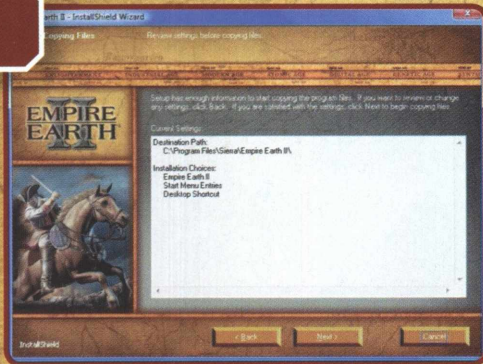 arth II - InstallShield Wizard
Copying Files
Review settings before copying files.
EMPIRE
EARTH
II
Setup has enough information to start copying the program files. If you want to review or change
any settings, click Back. If you are satisfied with the settings, click Next to begin copying files.
Current Settings:
Destination Path:
C:\Program Files\Sierra\Empire Earth II\
Installation Choices:
Empire Earth II
Start Menu Entries
Desktop Shortcut
InstallShield
< Back
Next >
Cancel